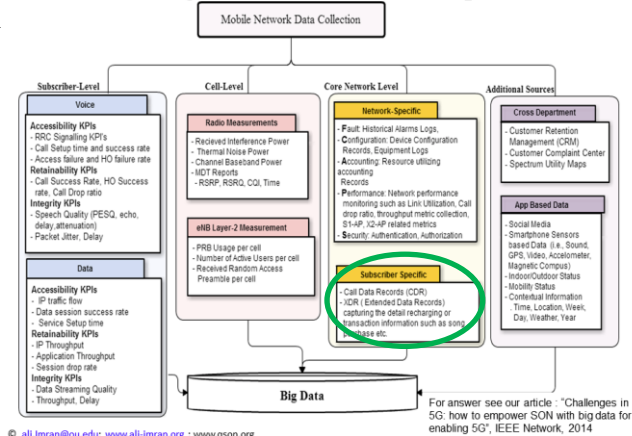 Mobile Network Data Collection
Subscriber-Level
Voice
Accessibility KPIs
- RRC Signalling KPI's
- Call Setup time and success rate
- Access failure and HO failure rate
Retainability KPIs
- Call Success Rate, HO Success
rate, Call Drop ratio
Integrity KPIs
- Speech Quality (PESQ, echo,
delay,attenuation)
- Packet Jitter, Delay
Data
Accessibility KPIs
- IP traffic flow
- Data session success rate
- Service Setup time
Retainability KPIs
- IP Throughput
- Application Throughput
- Session drop rate
Integrity KPIs
- Data Streaming Quality
- Throughput, Delay
Cell-Level
Radio Measurements
- Recieved Interference Power
- Thermal Noise Power
- Channel Baseband Power
- MDT Reports
- RSRP, RSRQ, CQI, Time
eNB Layer-2 Measurement
- PRB Usage per cell
- Number of Active Users per cell
- Received Random Access
Preamble per cell
Core Network Level
Network-Specific
- Fault: Historical Alarms Logs,
- Configuration: Device Configuration
Records, Equipment Logs
- Accounting: Resource utilizing
accounting
Records
- Performance: Network performance
monitoring such as Link Utilization, Call
drop ratio, throughput metric collection,
S1-AP, X2-AP related metrics
- Security: Authentication, Authorization
Subscriber Specific
- Call Data Records (CDR)
- XDR ( Extended Data Records)
capturing the detail recharging or
transaction information such as song
purchase etc.
Additional Sources
Cross Department
- Customer Retention
Management (CRM)
- Customer Complaint Center
- Spectrum Utility Maps
App Based Data
- Social Media
- Smartphone Sensors
based Data (i.e., Sound,
GPS, Video, Accelometer,
Magnetic Compus)
- Indoor/Outdoor Status
- Mobility Status
- Contextual Information
. Time, Location, Week,
Day, Weather, Year
Big Data
For answer see our article : "Challenges in
5G: how to empower SON with big data for
enabling 5G", IEEE Network, 2014
© ali.Imran@ou.edu; www.ali-imran.org ; www.qson.org